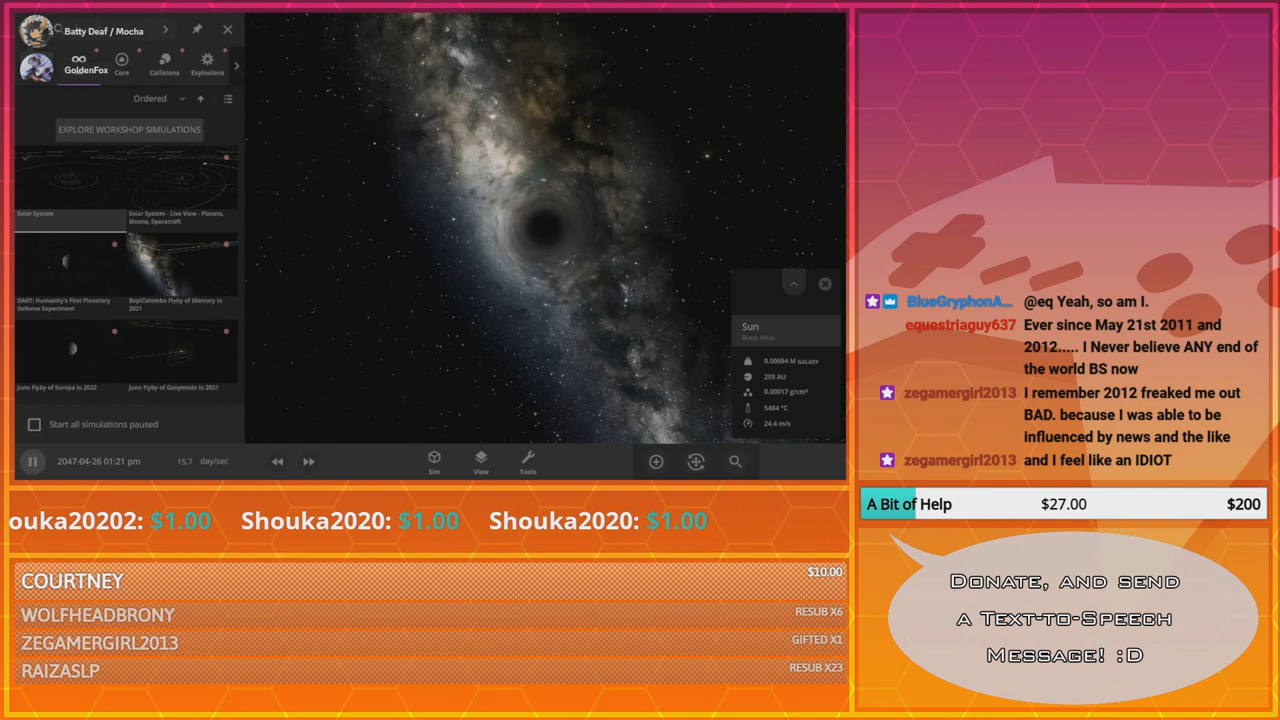 Batty Deaf / Mocha
GoldenFox
Core
Collisions
Explosions
Ordered
EXPLORE WORKSHOP SIMULATIONS
Solar System
Solar System - Live View - Planets,
Moons, Spacecraft
DART: Humanity's First Planetary
Defense Experiment
BepiColombo Flyby of Mercury in
2021
Juno Flyby of Europa in 2022
Juno Flyby of Ganymede in 2021
Start all simulations paused
2047-04-26 01:21 pm
15.7 day/sec
Sim
View
Tools
Sun
Black Hole
0.00694 M GALAXY
205 AU
0.00017 g/cm³
5484 °C
24.4 m/s
BlueGryphonA... @eq Yeah, so am I.
equestriaguy637 Ever since May 21st 2011 and
2012..... I Never believe ANY end of
the world BS now
zegamergirl2013 I remember 2012 freaked me out
BAD. because I was able to be
influenced by news and the like
zegamergirl2013 and I feel like an IDIOT
A Bit of Help $27.00 $200
ouka20202: $1.00 Shouka2020: $1.00 Shouka2020: $1.00
COURTNEY $10.00
WOLFHEADBRONY RESUB X6
ZEGAMERGIRL2013 GIFTED X1
RAIZASLP RESUB X23
Donate, and send
a Text-to-Speech
Message! :D